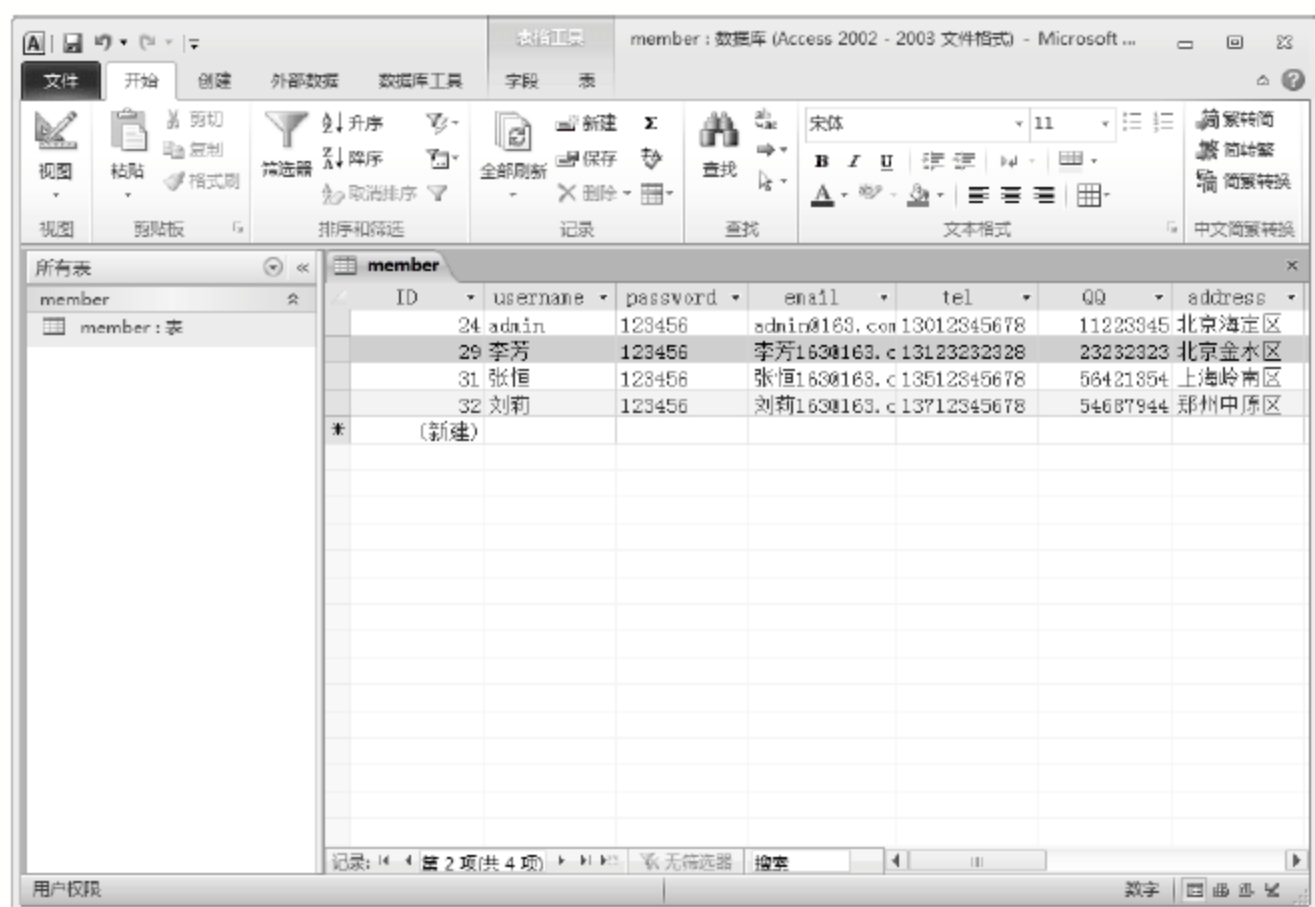 表格工具 member : 数据库 (Access 2002 - 2003 文件格式) - Microsoft ...
文件 开始 创建 外部数据 数据库工具 字段 表
视图 粘贴 剪切 复制 格式刷 筛选器 升序 降序 取消排序 全部刷新 新建 保存 删除 查找 宋体 11 B I U A 繁转简 简转繁 简繁转换
视图 剪贴板 排序和筛选 记录 查找 文本格式 中文简繁转换
所有表 member
member ID username password email tel QQ address
member : 表
24 admin 123456 admin@163.com 13012345678 11223345 北京海定区
29 李芳 123456 李芳163@163.c 13123232328 23232323 北京金水区
31 张恒 123456 张恒163@163.c 13512345678 56421354 上海岭南区
32 刘莉 123456 刘莉163@163.c 13712345678 54687944 郑州中原区
(新建)
记录: 第 2 项(共 4 项) 无筛选器 搜索
用户权限 数字